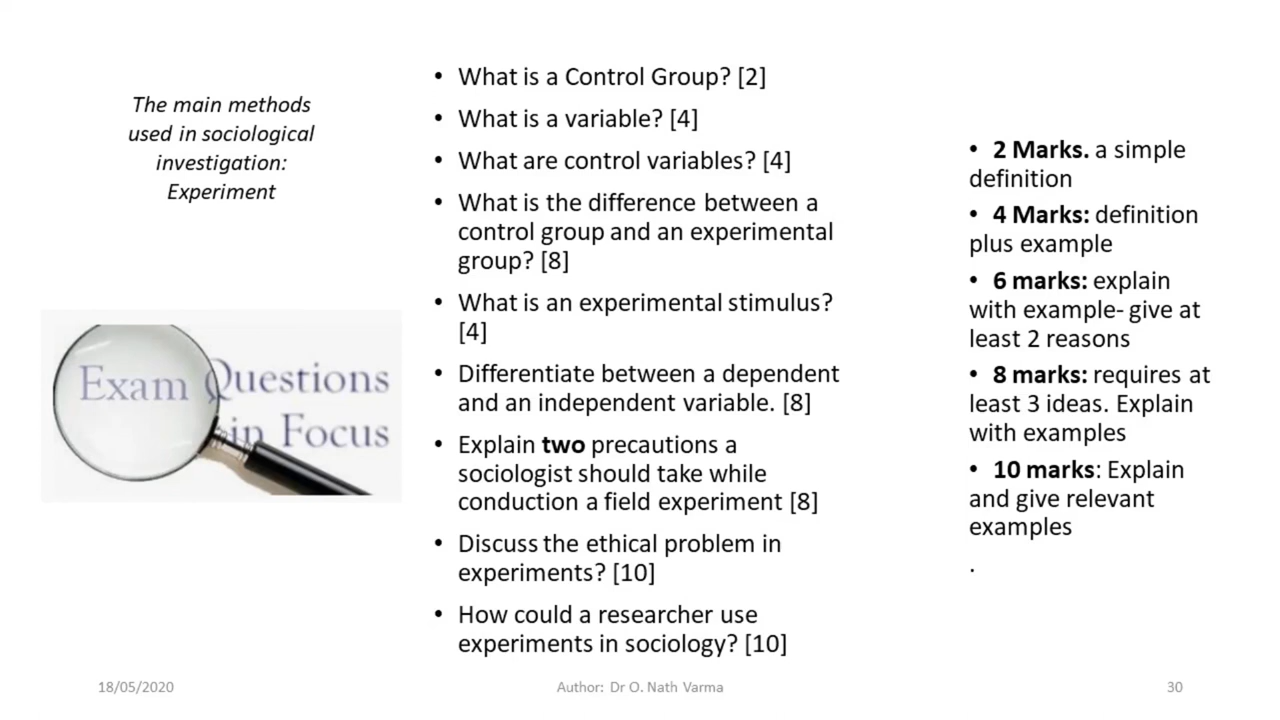 The main methods
used in sociological
investigation:
Experiment
Exam Questions
in Focus
• What is a Control Group? [2]
• What is a variable? [4]
• What are control variables? [4]
• What is the difference between a
control group and an experimental
group? [8]
• What is an experimental stimulus?
[4]
• Differentiate between a dependent
and an independent variable. [8]
• Explain two precautions a
sociologist should take while
conduction a field experiment [8]
• Discuss the ethical problem in
experiments? [10]
• How could a researcher use
experiments in sociology? [10]
• 2 Marks. a simple
definition
• 4 Marks: definition
plus example
• 6 marks: explain
with example- give at
least 2 reasons
• 8 marks: requires at
least 3 ideas. Explain
with examples
• 10 marks: Explain
and give relevant
examples
.
18/05/2020
Author: Dr O. Nath Varma
30